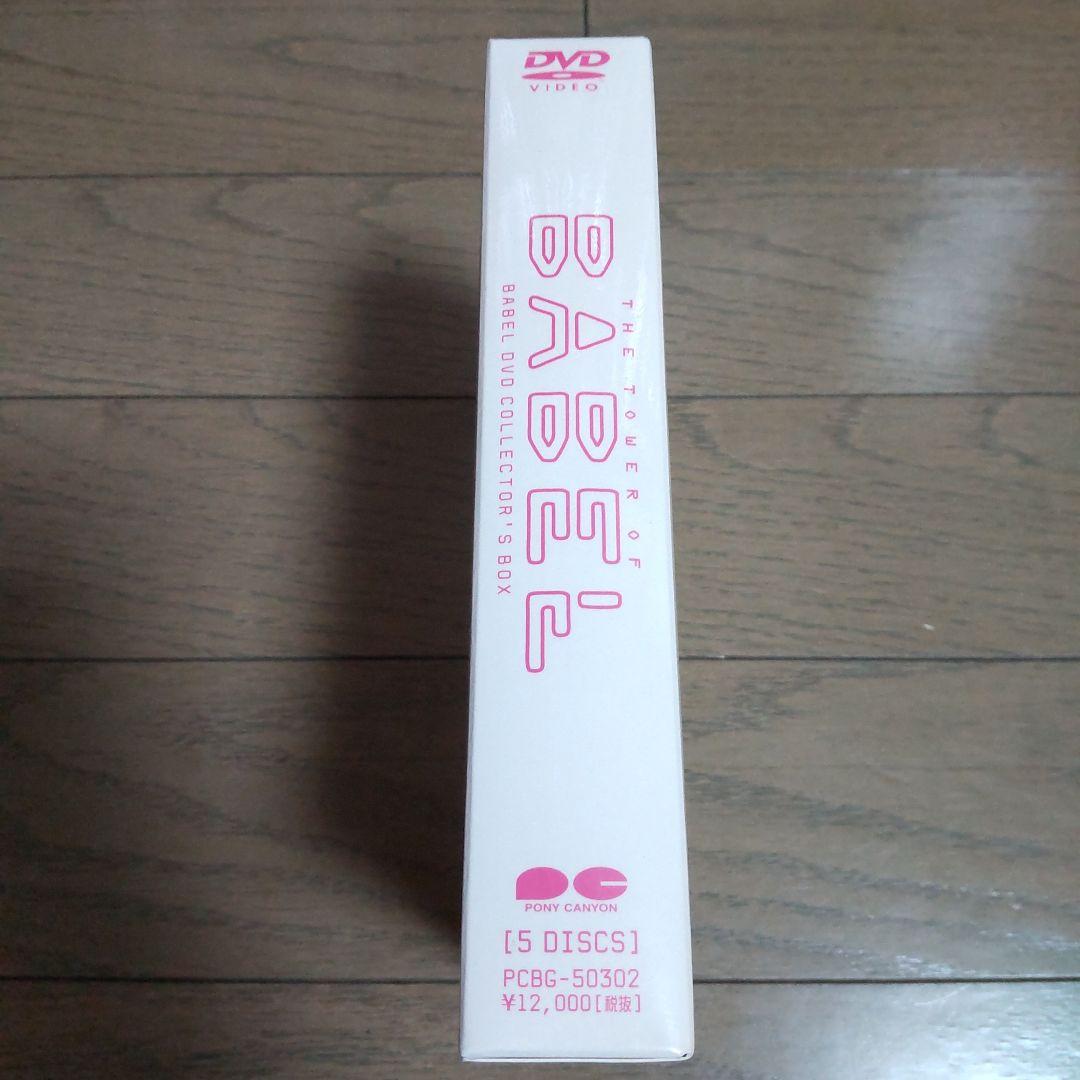 DVD
VIDEO
THE TOWER OF
BABEL
BABEL DVD COLLECTOR'S BOX
PONY CANYON
[5 DISCS]
PCBG-50302
¥12,000[税抜]